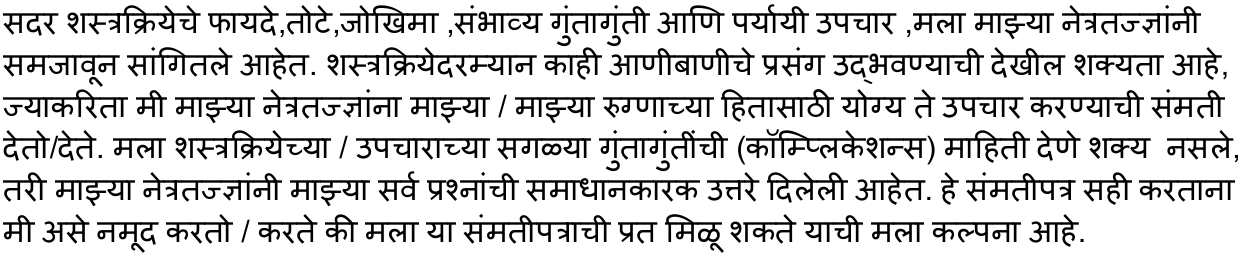 सदर शस्त्रक्रियेचे फायदे,तोटे,जोखिमा ,संभाव्य गुंतागुंती आणि पर्यायी उपचार ,मला माझ्या नेत्रतज्ज्ञांनी
समजावून सांगितले आहेत. शस्त्रक्रियेदरम्यान काही आणीबाणीचे प्रसंग उद्‌भवण्याची देखील शक्यता आहे,
ज्याकरिता मी माझ्या नेत्रतज्ज्ञांना माझ्या / माझ्या रुग्णाच्या हितासाठी योग्य ते उपचार करण्याची संमती
देतो/देते. मला शस्त्रक्रियेच्या / उपचाराच्या सगळ्या गुंतागुंतींची (कॉम्प्लिकेशन्स) माहिती देणे शक्य  नसले,
तरी माझ्या नेत्रतज्ज्ञांनी माझ्या सर्व प्रश्नांची समाधानकारक उत्तरे दिलेली आहेत. हे संमतीपत्र सही करताना
मी असे नमूद करतो / करते की मला या संमतीपत्राची प्रत मिळू शकते याची मला कल्पना आहे.